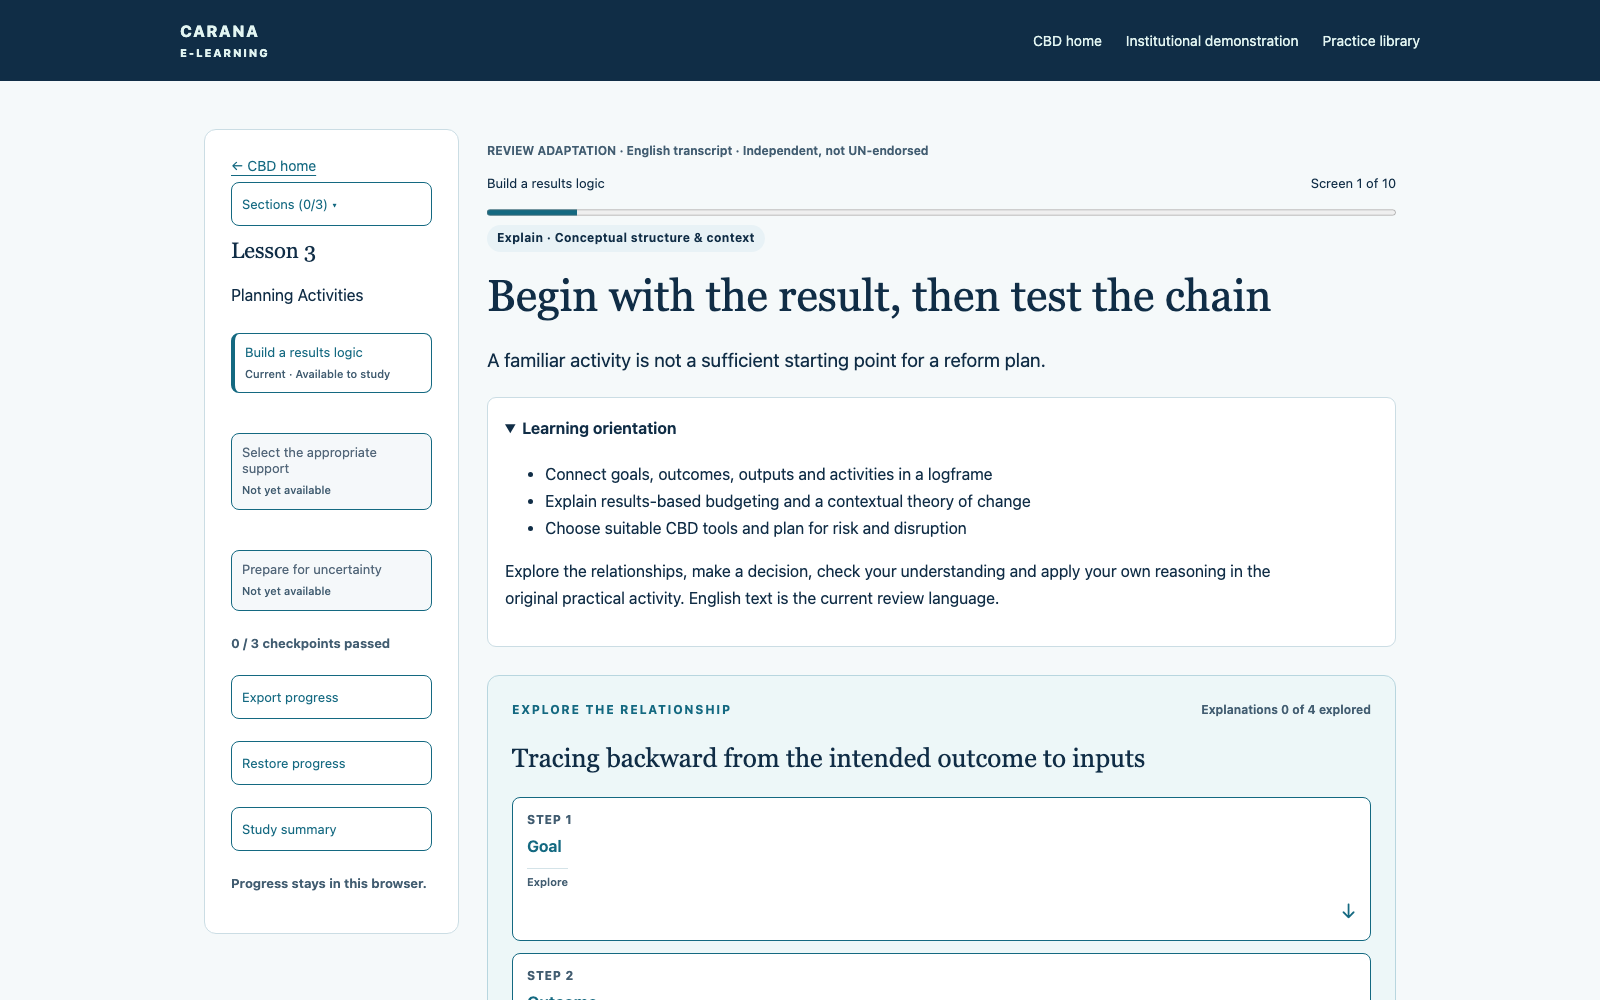 CARANA
E-LEARNING
CBD home
Institutional demonstration
Practice library
← CBD home
Sections (0/3) ▾
Lesson 3
Planning Activities
Build a results logic
Current · Available to study
Select the appropriate
support
Not yet available
Prepare for uncertainty
Not yet available
0 / 3 checkpoints passed
Export progress
Restore progress
Study summary
Progress stays in this browser.
REVIEW ADAPTATION · English transcript · Independent, not UN-endorsed
Build a results logic
Screen 1 of 10
Explain · Conceptual structure & context
Begin with the result, then test the chain
A familiar activity is not a sufficient starting point for a reform plan.
▼ Learning orientation
• Connect goals, outcomes, outputs and activities in a logframe
• Explain results-based budgeting and a contextual theory of change
• Choose suitable CBD tools and plan for risk and disruption
Explore the relationships, make a decision, check your understanding and apply your own reasoning in the
original practical activity. English text is the current review language.
EXPLORE THE RELATIONSHIP
Explanations 0 of 4 explored
Tracing backward from the intended outcome to inputs
STEP 1
Goal
Explore
↓
STEP 2